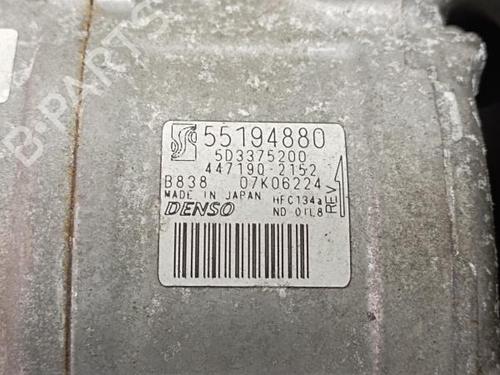 B-PARTS
55194880
5D3375200
447190-2152
B838 07K06224
MADE IN JAPAN HFC134a
DENSO ND-OIL8
REV